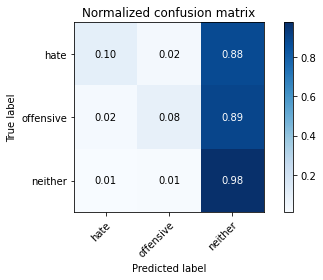 Normalized confusion matrix
hate 0.10 0.02 0.88
offensive 0.02 0.08 0.89
neither 0.01 0.01 0.98
hate offensive neither
True label
Predicted label
0.8
0.6
0.4
0.2